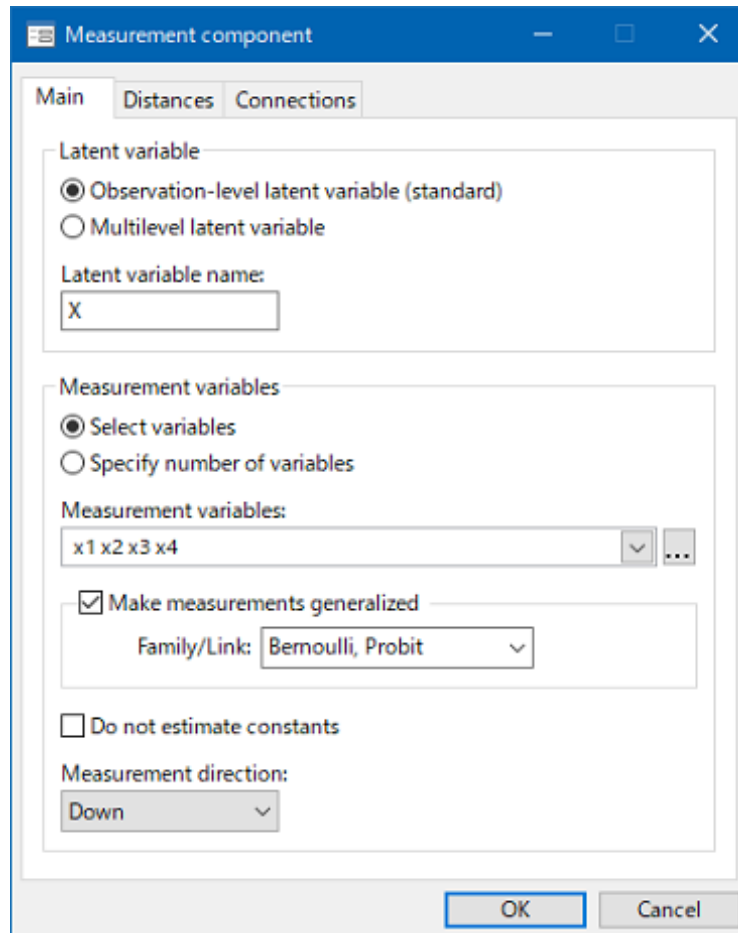 Measurement component
Main Distances Connections
Latent variable
Observation-level latent variable (standard)
Multilevel latent variable
Latent variable name:
X
Measurement variables
Select variables
Specify number of variables
Measurement variables:
x1 x2 x3 x4
...
Make measurements generalized
Family/Link: Bernoulli, Probit
Do not estimate constants
Measurement direction:
Down
OK Cancel